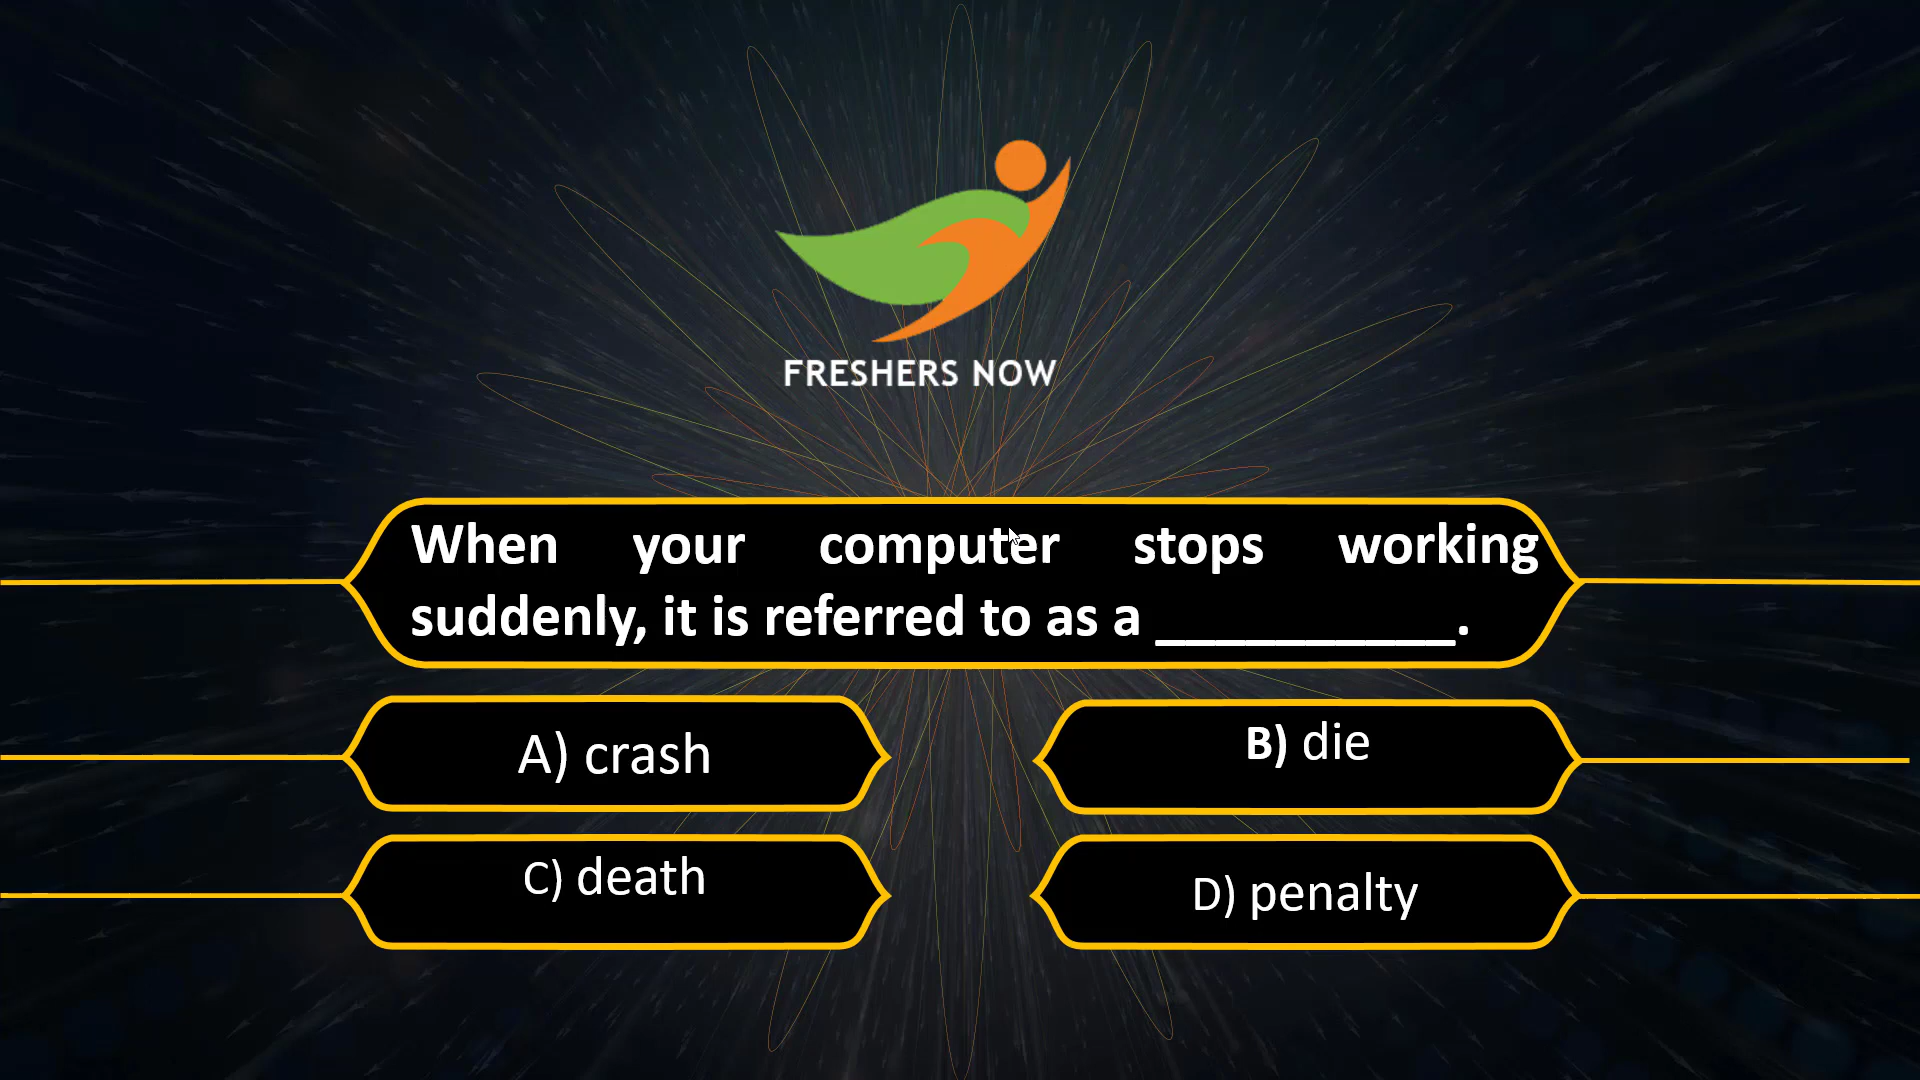 FRESHERS NOW
When your computer stops working
suddenly, it is referred to as a __________.
A) crash
B) die
C) death
D) penalty